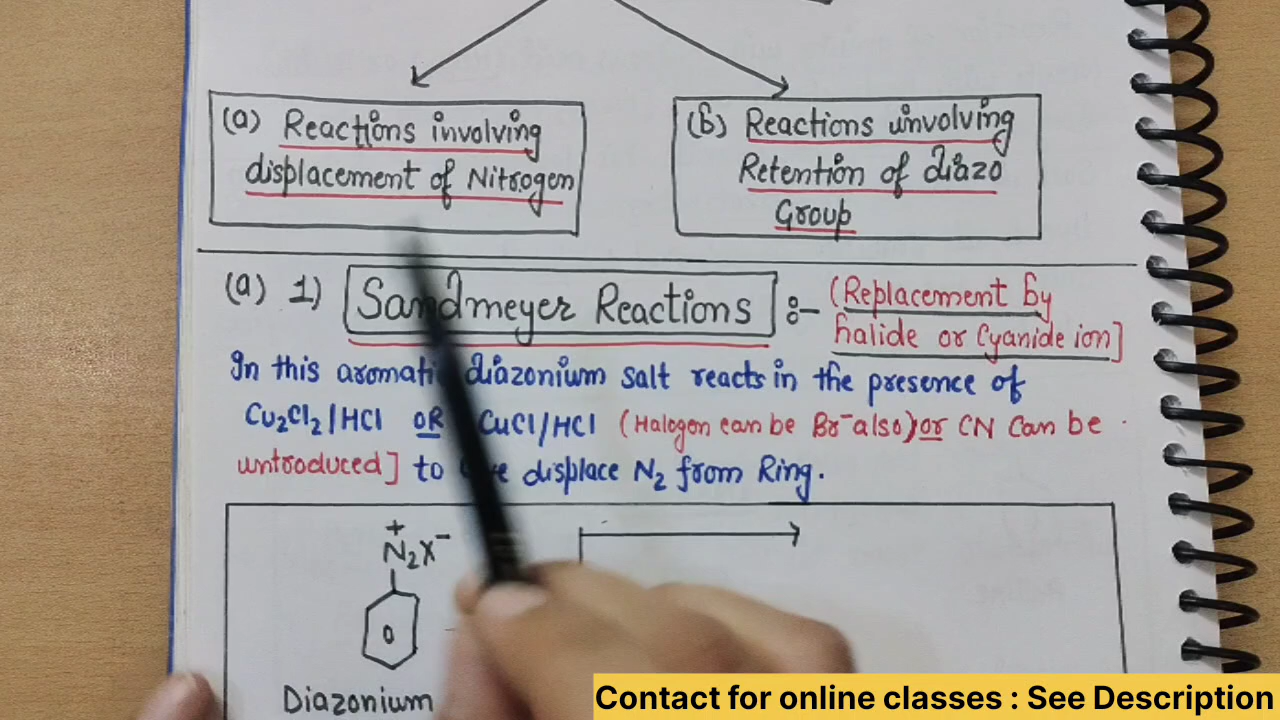 (a) Reactions involving
displacement of Nitrogen
(b) Reactions involving
Retention of diazo
Group
(a) 1) Sandmeyer Reactions :- (Replacement by
halide or Cyanide ion]
In this aromatic diazonium salt reacts in the presence of
Cu2Cl2/HCl OR CuCl/HCl (Halogen can be Br⁻ also) or CN Can be
introduced] to displace N2 from Ring.
+
N2X⁻
Diazonium
Contact for online classes : See Description